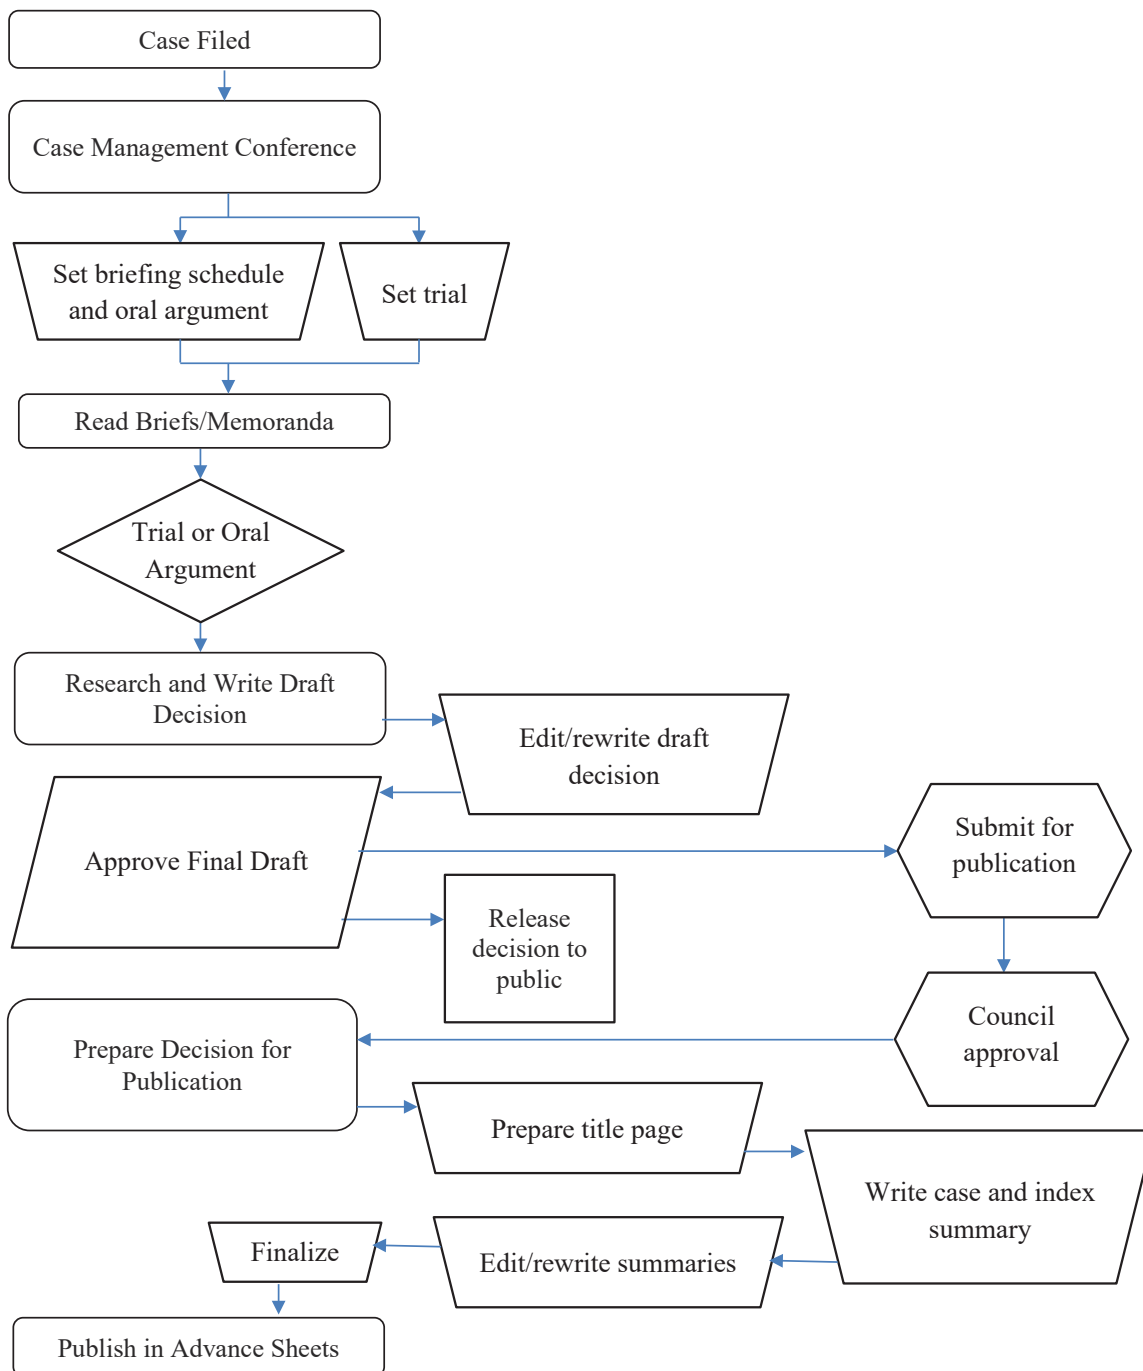 Case Filed
Case Management Conference
Set briefing schedule
and oral argument
Set trial
Read Briefs/Memoranda
Trial or Oral
Argument
Research and Write Draft
Decision
Edit/rewrite draft
decision
Approve Final Draft
Submit for
publication
Release
decision to
public
Council
approval
Prepare Decision for
Publication
Prepare title page
Write case and index
summary
Edit/rewrite summaries
Finalize
Publish in Advance Sheets